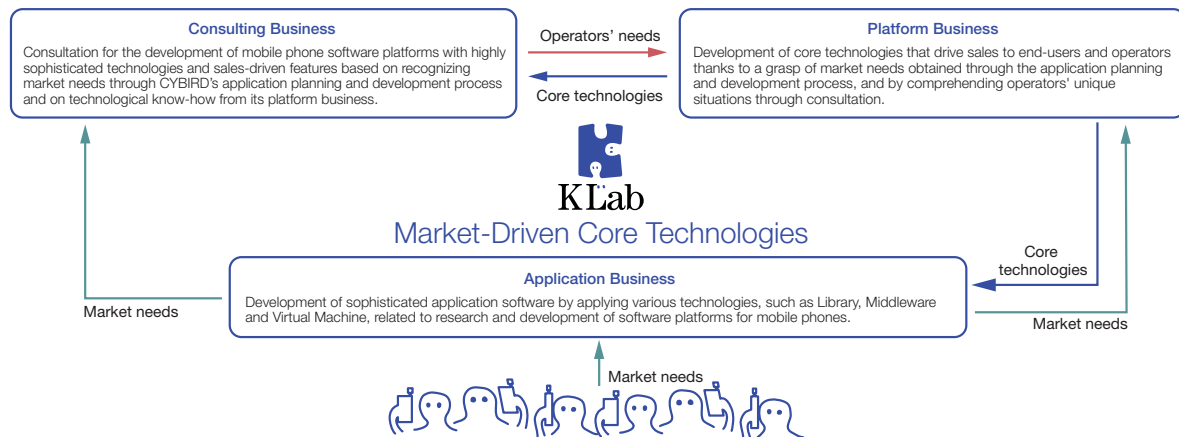 Consulting Business
Consultation for the development of mobile phone software platforms with highly
sophisticated technologies and sales-driven features based on recognizing
market needs through CYBIRD's application planning and development process
and on technological know-how from its platform business.
Operators' needs
Core technologies
Platform Business
Development of core technologies that drive sales to end-users and operators
thanks to a grasp of market needs obtained through the application planning
and development process, and by comprehending operators' unique
situations through consultation.
KLab
Market-Driven Core Technologies
Core
technologies
Application Business
Development of sophisticated application software by applying various technologies, such as Library, Middleware
and Virtual Machine, related to research and development of software platforms for mobile phones.
Market needs
Market needs
Market needs